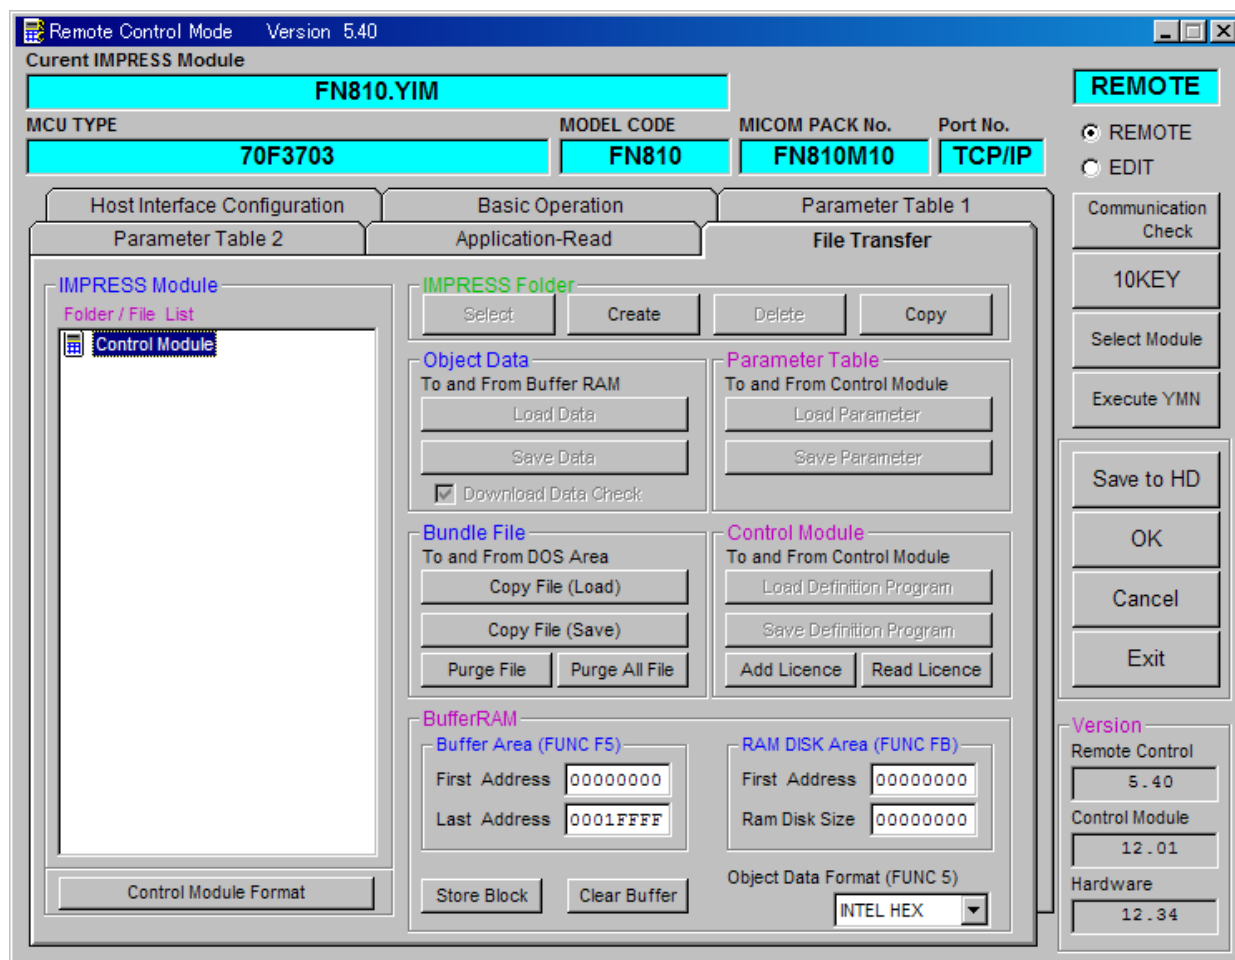 Remote Control Mode Version 5.40
Curent IMPRESS Module
FN810.YIM
REMOTE
MCU TYPE
MODEL CODE
MICOM PACK No.
Port No.
70F3703
FN810
FN810M10
TCP/IP
REMOTE
EDIT
Host Interface Configuration
Basic Operation
Parameter Table 1
Parameter Table 2
Application-Read
File Transfer
IMPRESS Module
Folder / File List
Control Module
Control Module Format
IMPRESS Folder
Select
Create
Delete
Copy
Object Data
To and From Buffer RAM
Load Data
Save Data
Download Data Check
Parameter Table
To and From Control Module
Load Parameter
Save Parameter
Bundle File
To and From DOS Area
Copy File (Load)
Copy File (Save)
Purge File
Purge All File
Control Module
To and From Control Module
Load Definition Program
Save Definition Program
Add Licence
Read Licence
BufferRAM
Buffer Area (FUNC F5)
First Address 00000000
Last Address 0001FFFF
RAM DISK Area (FUNC FB)
First Address 00000000
Ram Disk Size 00000000
Store Block
Clear Buffer
Object Data Format (FUNC 5)
INTEL HEX
Communication
Check
10KEY
Select Module
Execute YMN
Save to HD
OK
Cancel
Exit
Version
Remote Control
5.40
Control Module
12.01
Hardware
12.34